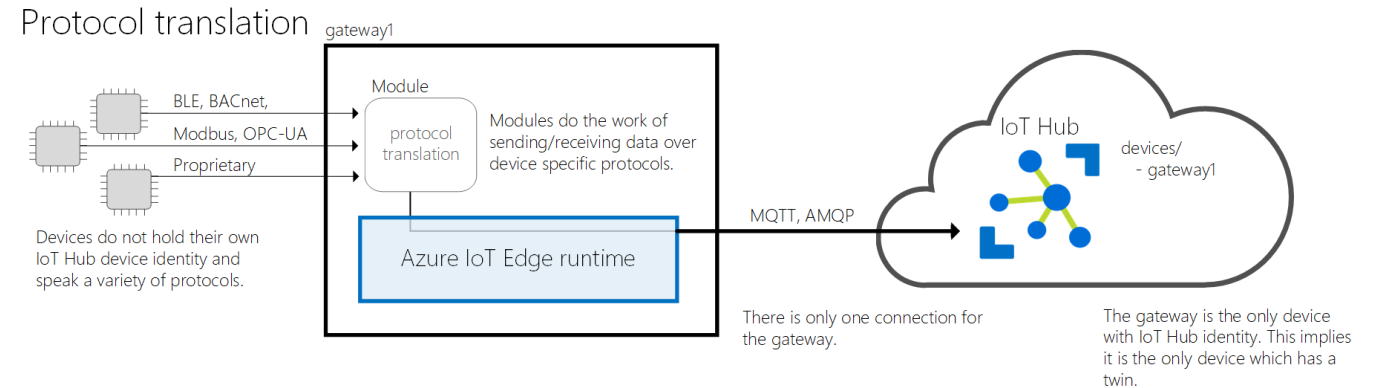 Protocol translation
gateway1
Module
BLE, BACnet,
Modbus, OPC-UA
Proprietary
protocol
translation
Modules do the work of
sending/receiving data over
device specific protocols.
Devices do not hold their own
IoT Hub device identity and
speak a variety of protocols.
Azure IoT Edge runtime
MQTT, AMQP
There is only one connection for
the gateway.
IoT Hub
devices/
- gateway1
The gateway is the only device
with IoT Hub identity. This implies
it is the only device which has a
twin.